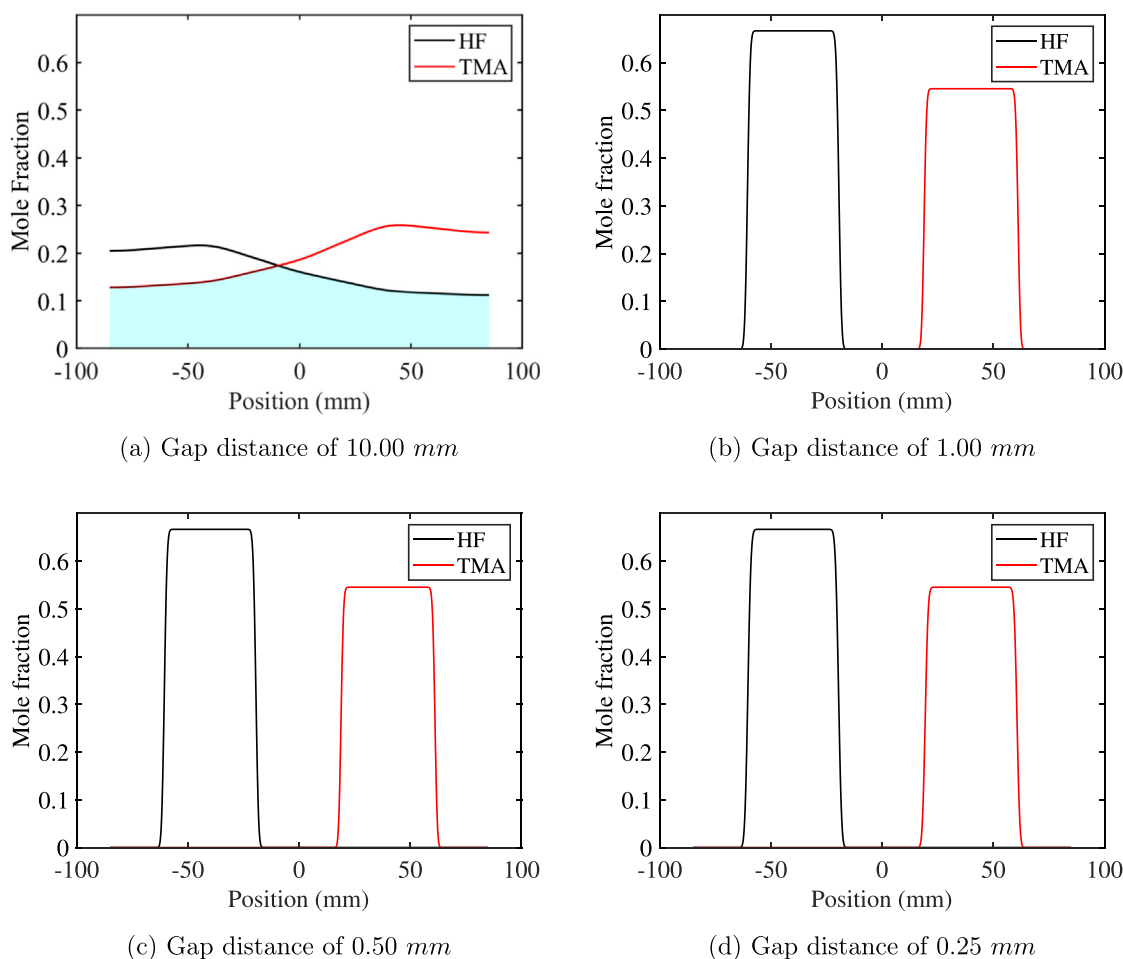 HF
TMA
0.6
0.5
0.4
0.3
0.2
0.1
0
Mole Fraction
-100 -50 0 50 100
Position (mm)
(a) Gap distance of 10.00 mm
HF
TMA
0.6
0.5
0.4
0.3
0.2
0.1
0
Mole fraction
-100 -50 0 50 100
Position (mm)
(b) Gap distance of 1.00 mm
HF
TMA
0.6
0.5
0.4
0.3
0.2
0.1
0
Mole fraction
-100 -50 0 50 100
Position (mm)
(c) Gap distance of 0.50 mm
HF
TMA
0.6
0.5
0.4
0.3
0.2
0.1
0
Mole fraction
-100 -50 0 50 100
Position (mm)
(d) Gap distance of 0.25 mm